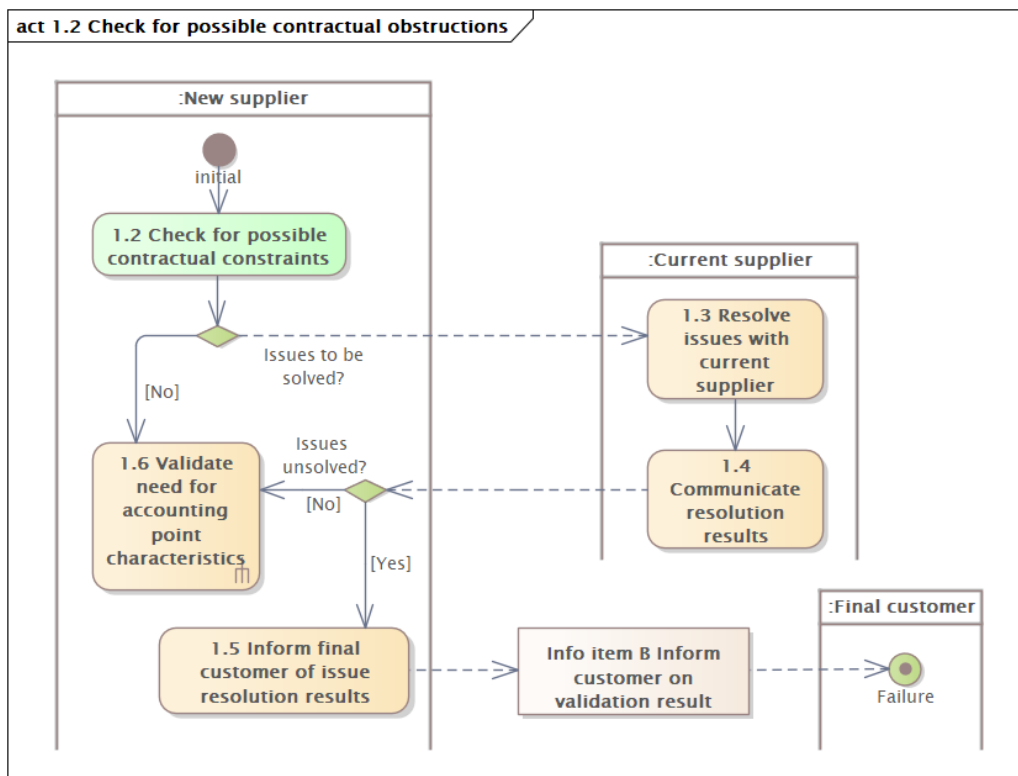 act 1.2 Check for possible contractual obstructions
:New supplier
initial
1.2 Check for possible
contractual constraints
:Current supplier
1.3 Resolve
issues with
current
supplier
Issues to be
solved?
[No]
1.6 Validate
need for
accounting
point
characteristics
Issues
unsolved?
[No]
1.4
Communicate
resolution
results
[Yes]
:Final customer
1.5 Inform final
customer of issue
resolution results
Info item B Inform
customer on
validation result
Failure